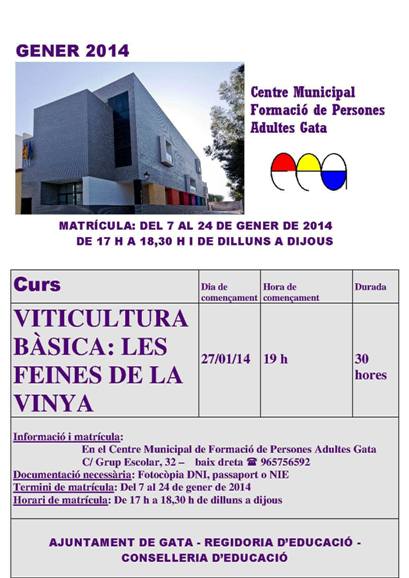 GENER 2014
Centre Municipal
Formació de Persones
Adultes Gata
MATRÍCULA: DEL 7 AL 24 DE GENER DE 2014
DE 17 H A 18,30 H I DE DILLUNS A DIJOUS
Curs
Dia de
començament
Hora de
començament
Durada
VITICULTURA
BÀSICA: LES
FEINES DE LA
VINYA
27/01/14
19 h
30
hores
Informació i matrícula:
En el Centre Municipal de Formació de Persones Adultes Gata
C/ Grup Escolar, 32 – baix dreta ☎ 965756592
Documentació necessària: Fotocòpia DNI, passaport o NIE
Termini de matrícula: Del 7 al 24 de gener de 2014
Horari de matrícula: De 17 h a 18,30 h de dilluns a dijous
AJUNTAMENT DE GATA - REGIDORIA D'EDUCACIÓ -
CONSELLERIA D'EDUCACIÓ